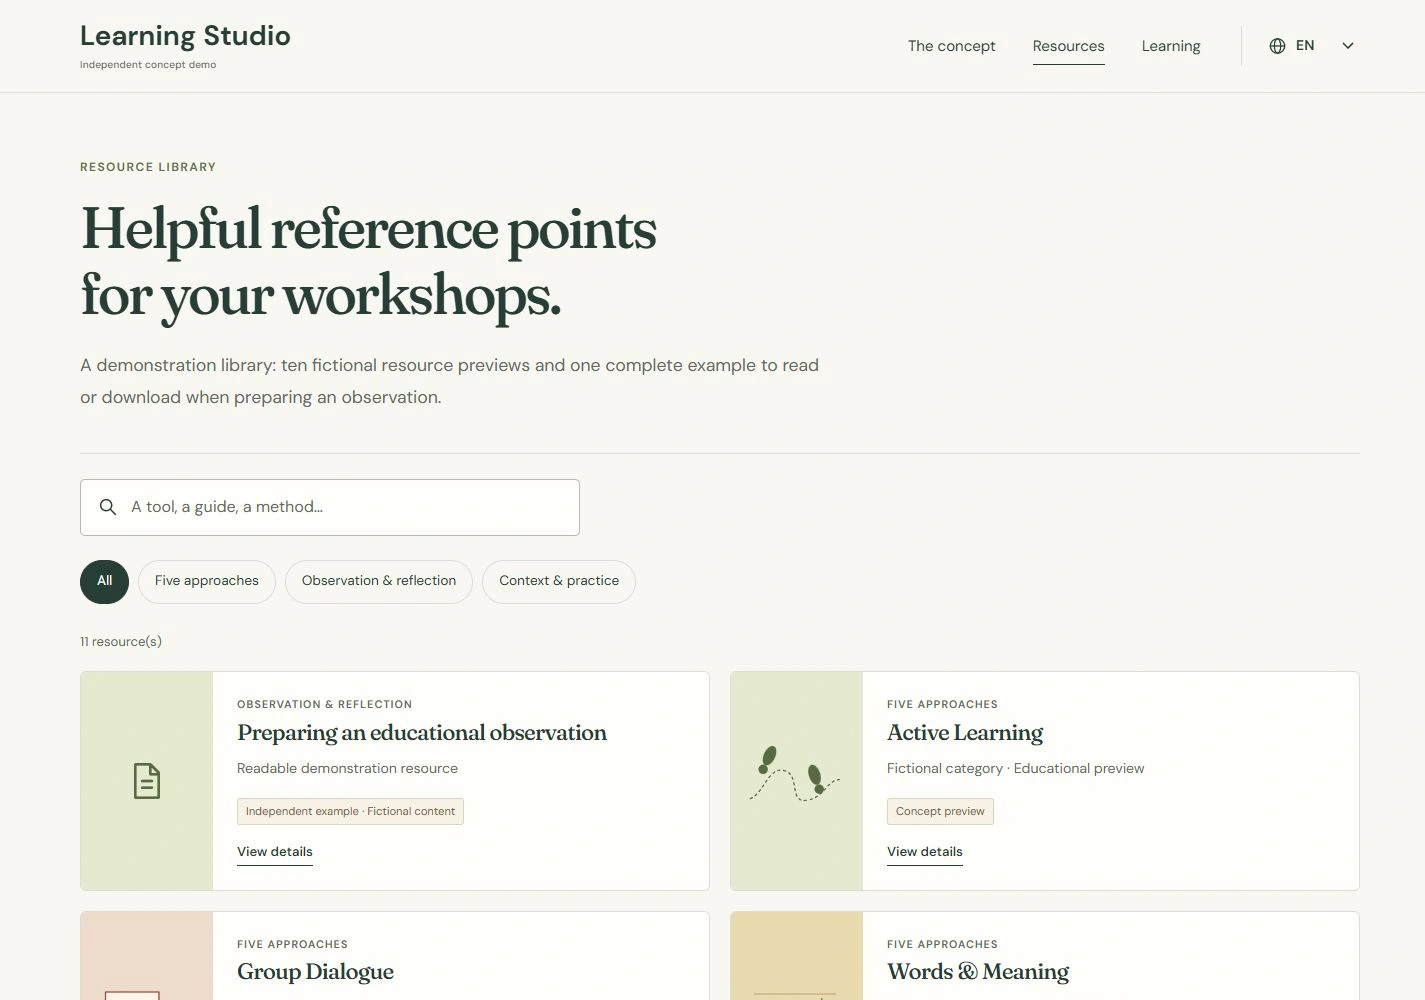 Learning Studio
Independent concept demo
The concept
Resources
Learning
EN
RESOURCE LIBRARY
Helpful reference points
for your workshops.
A demonstration library: ten fictional resource previews and one complete example to read
or download when preparing an observation.
A tool, a guide, a method...
All
Five approaches
Observation & reflection
Context & practice
11 resource(s)
OBSERVATION & REFLECTION
Preparing an educational observation
Readable demonstration resource
Independent example · Fictional content
View details
FIVE APPROACHES
Active Learning
Fictional category · Educational preview
Concept preview
View details
FIVE APPROACHES
Group Dialogue
FIVE APPROACHES
Words & Meaning